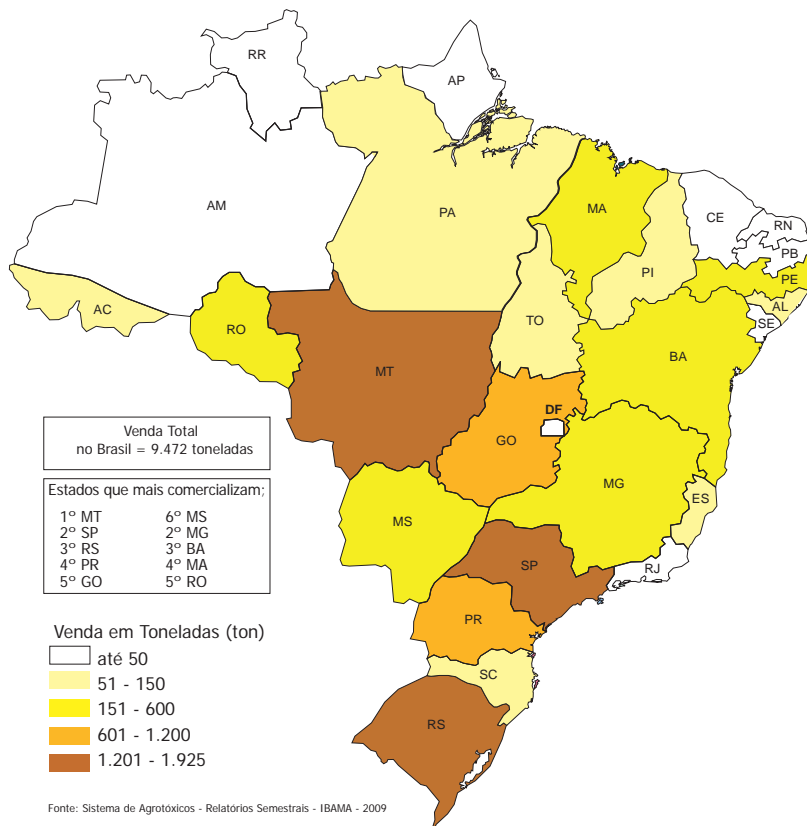 RR
AP
AM
PA
MA
CE
RN
PB
PE
PI
AL
SE
AC
RO
TO
BA
MT
DF
GO
MG
ES
MS
SP
RJ
PR
SC
RS
Venda Total
no Brasil = 9.472 toneladas
Estados que mais comercializam;
1º MT 6º MS
2º SP 2º MG
3º RS 3º BA
4º PR 4º MA
5º GO 5º RO
Venda em Toneladas (ton)
até 50
51 - 150
151 - 600
601 - 1.200
1.201 - 1.925
Fonte: Sistema de Agrotóxicos - Relatórios Semestrais - IBAMA - 2009